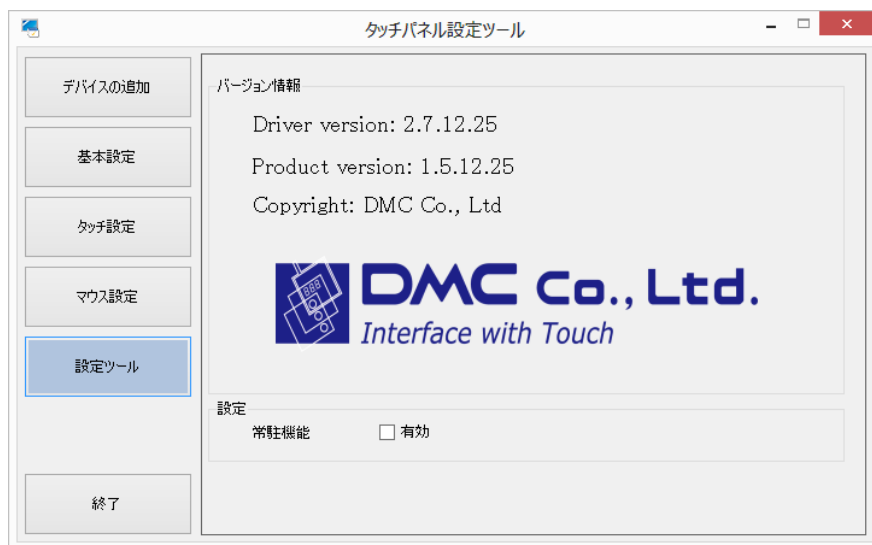 タッチパネル設定ツール
デバイスの追加
基本設定
タッチ設定
マウス設定
設定ツール
終了
バージョン情報
Driver version: 2.7.12.25
Product version: 1.5.12.25
Copyright: DMC Co., Ltd
DMC Co., Ltd.
Interface with Touch
設定
常駐機能 有効